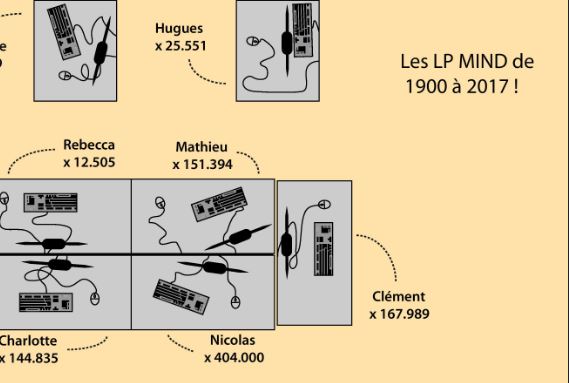 Hugues
x 25.551
Les LP MIND de
1900 à 2017 !
Rebecca
x 12.505
Mathieu
x 151.394
Clément
x 167.989
Charlotte
x 144.835
Nicolas
x 404.000